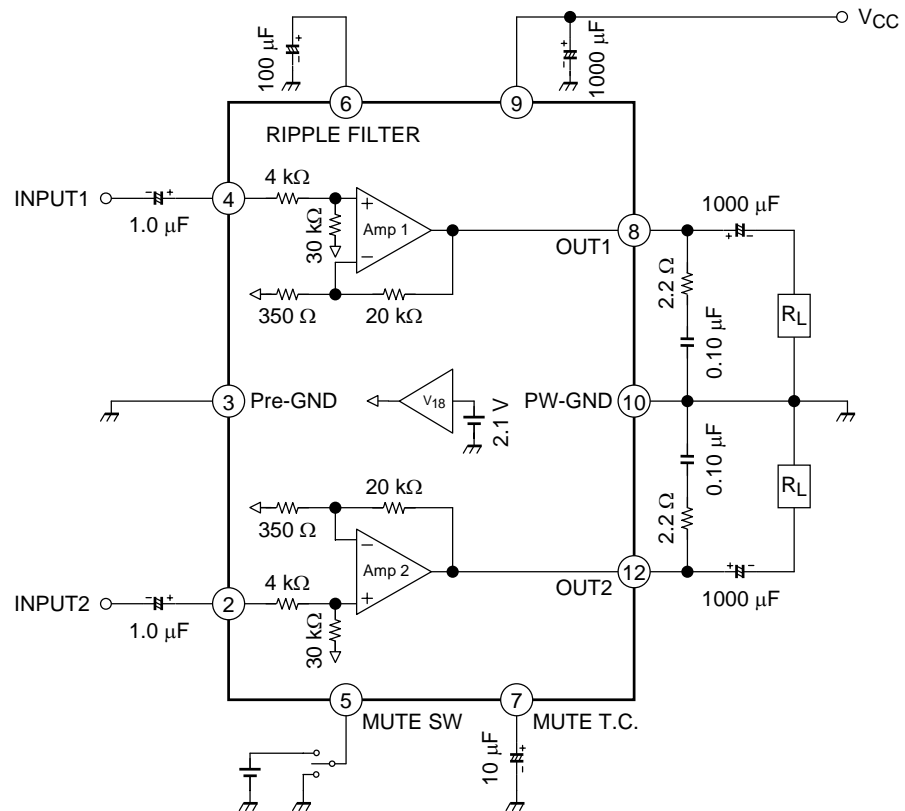 VCC
100 µF
1000 µF
6
9
RIPPLE FILTER
INPUT1
1.0 µF
4
4 kΩ
30 kΩ
+
Amp 1
−
350 Ω
20 kΩ
OUT1
8
1000 µF
2.2 Ω
0.10 µF
RL
3
Pre-GND
V18
2.1 V
PW-GND
10
0.10 µF
2.2 Ω
RL
20 kΩ
350 Ω
−
Amp 2
+
4 kΩ
30 kΩ
INPUT2
1.0 µF
2
OUT2
12
1000 µF
5
MUTE SW
7
MUTE T.C.
10 µF